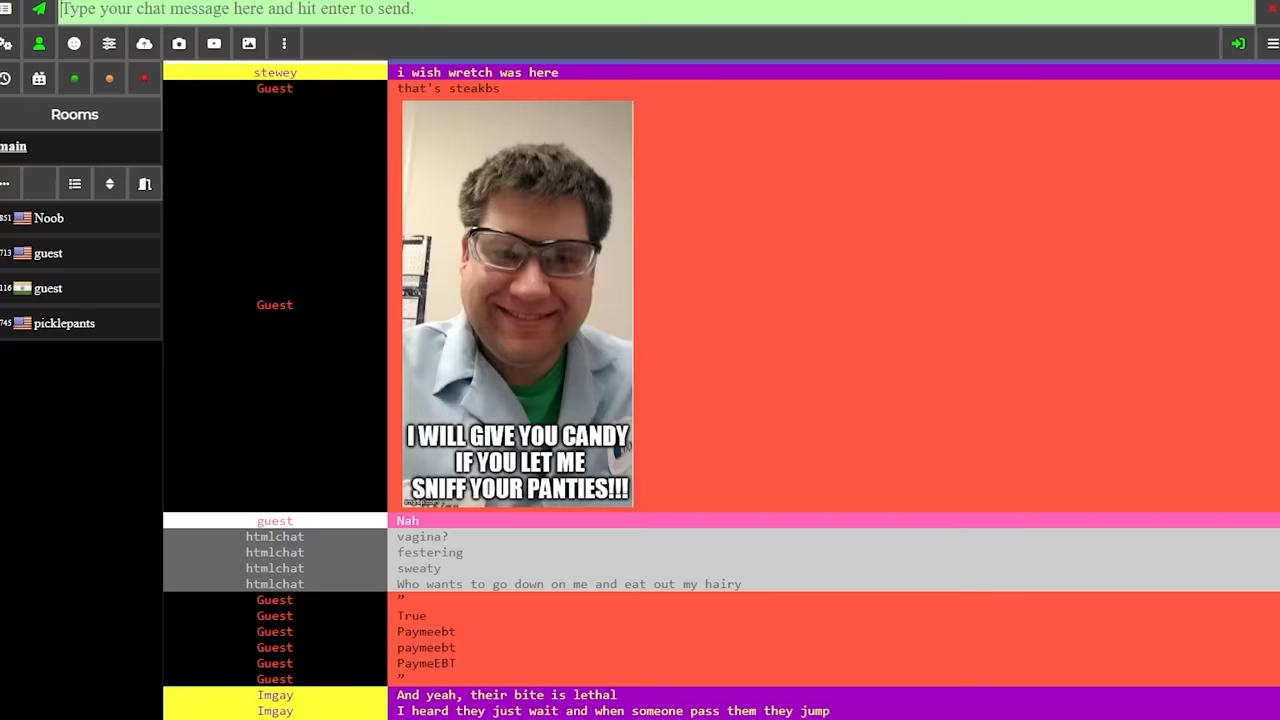 Type your chat message here and hit enter to send.
stewey i wish wretch was here
Guest that's steakbs
Rooms
main
851 Noob
713 guest
116 guest
745 picklepants
Guest
I WILL GIVE YOU CANDY
IF YOU LET ME
SNIFF YOUR PANTIES!!!
guest Nah
htmlchat vagina?
htmlchat festering
htmlchat sweaty
htmlchat Who wants to go down on me and eat out my hairy
Guest ”
Guest True
Guest Paymeebt
Guest paymeebt
Guest PaymeEBT
Guest ”
Imgay And yeah, their bite is lethal
Imgay I heard they just wait and when someone pass them they jump